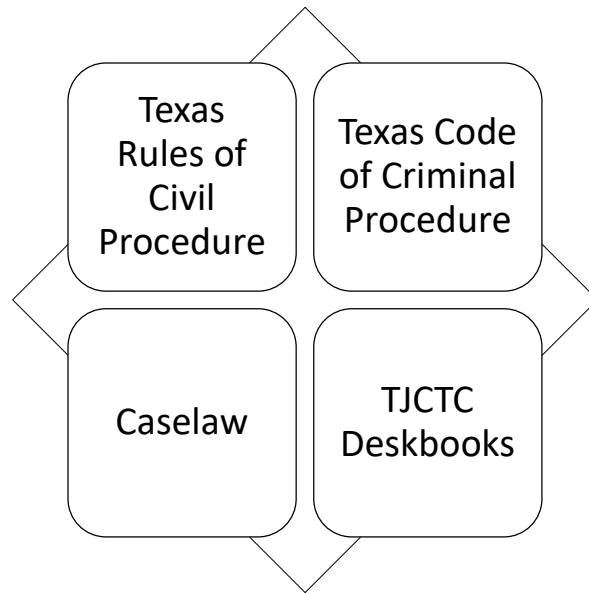 Texas
Rules of
Civil
Procedure
Texas Code
of Criminal
Procedure
Caselaw
TJCTC
Deskbooks